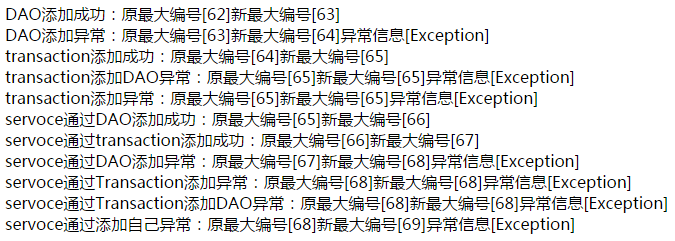 DAO添加成功：原最大编号[62]新最大编号[63]
DAO添加异常：原最大编号[63]新最大编号[64]异常信息[Exception]
transaction添加成功：原最大编号[64]新最大编号[65]
transaction添加DAO异常：原最大编号[65]新最大编号[65]异常信息[Exception]
transaction添加异常：原最大编号[65]新最大编号[65]异常信息[Exception]
servoce通过DAO添加成功：原最大编号[65]新最大编号[66]
servoce通过transaction添加成功：原最大编号[66]新最大编号[67]
servoce通过DAO添加异常：原最大编号[67]新最大编号[68]异常信息[Exception]
servoce通过Transaction添加异常：原最大编号[68]新最大编号[68]异常信息[Exception]
servoce通过Transaction添加DAO异常：原最大编号[68]新最大编号[68]异常信息[Exception]
servoce通过添加自己异常：原最大编号[68]新最大编号[69]异常信息[Exception]